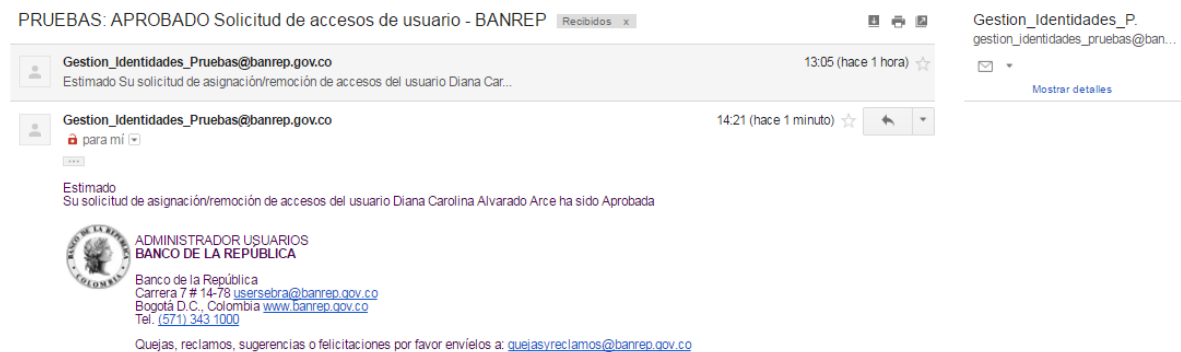 PRUEBAS: APROBADO Solicitud de accesos de usuario - BANREP Recibidos x
Gestion_Identidades_P.
gestion_identidades_pruebas@ban...
Mostrar detalles
Gestion_Identidades_Pruebas@banrep.gov.co 13:05 (hace 1 hora)
Estimado Su solicitud de asignación/remoción de accesos del usuario Diana Car...
Gestion_Identidades_Pruebas@banrep.gov.co 14:21 (hace 1 minuto)
para mí
Estimado
Su solicitud de asignación/remoción de accesos del usuario Diana Carolina Alvarado Arce ha sido Aprobada
BANCO DE LA REPUBLICA
COLOMBIA
ADMINISTRADOR USUARIOS
BANCO DE LA REPÚBLICA
Banco de la República
Carrera 7 # 14-78 usersebra@banrep.gov.co
Bogotá D.C., Colombia www.banrep.gov.co
Tel. (571) 343 1000
Quejas, reclamos, sugerencias o felicitaciones por favor envíelos a: quejasyreclamos@banrep.gov.co